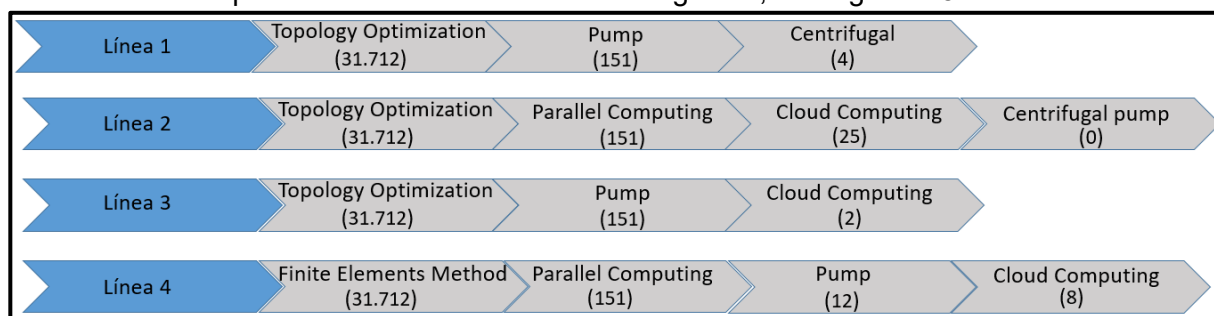 Línea 1
Topology Optimization
(31.712)
Pump
(151)
Centrifugal
(4)
Línea 2
Topology Optimization
(31.712)
Parallel Computing
(151)
Cloud Computing
(25)
Centrifugal pump
(0)
Línea 3
Topology Optimization
(31.712)
Pump
(151)
Cloud Computing
(2)
Línea 4
Finite Elements Method
(31.712)
Parallel Computing
(151)
Pump
(12)
Cloud Computing
(8)